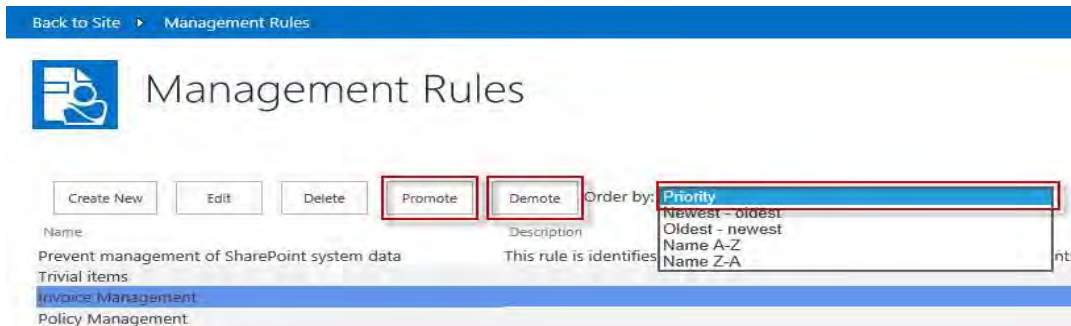 Back to Site ▸ Management Rules
Management Rules
Create New Edit Delete Promote Demote Order by: Priority
Newest - oldest
Oldest - newest
Name A-Z
Name Z-A
Name Description
Prevent management of SharePoint system data This rule is identifies
Trivial items
Invoice Management
Policy Management